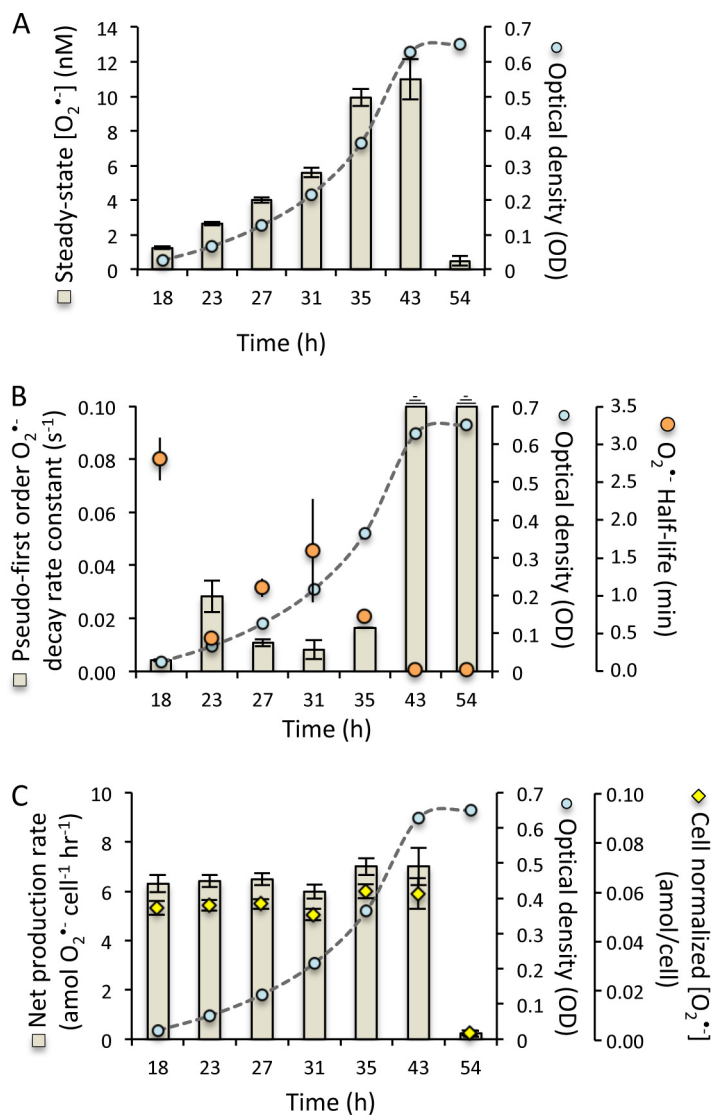 A
14
12
10
8
6
4
2
0
Steady-state [O₂•-] (nM)
0.7
0.6
0.5
0.4
0.3
0.2
0.1
0
Optical density (OD)
18 23 27 31 35 43 54
Time (h)
B
0.10
0.08
0.06
0.04
0.02
0.00
Pseudo-first order O₂•-
decay rate constant (s⁻¹)
0.7
0.6
0.5
0.4
0.3
0.2
0.1
0
Optical density (OD)
3.5
3.0
2.5
2.0
1.5
1.0
0.5
0.0
O₂•- Half-life (min)
18 23 27 31 35 43 54
Time (h)
C
10
8
6
4
2
0
Net production rate
(amol O₂•- cell⁻¹ hr⁻¹)
0.7
0.6
0.5
0.4
0.3
0.2
0.1
0
Optical density (OD)
0.10
0.08
0.06
0.04
0.02
0.00
Cell normalized [O₂•-]
(amol/cell)
18 23 27 31 35 43 54
Time (h)